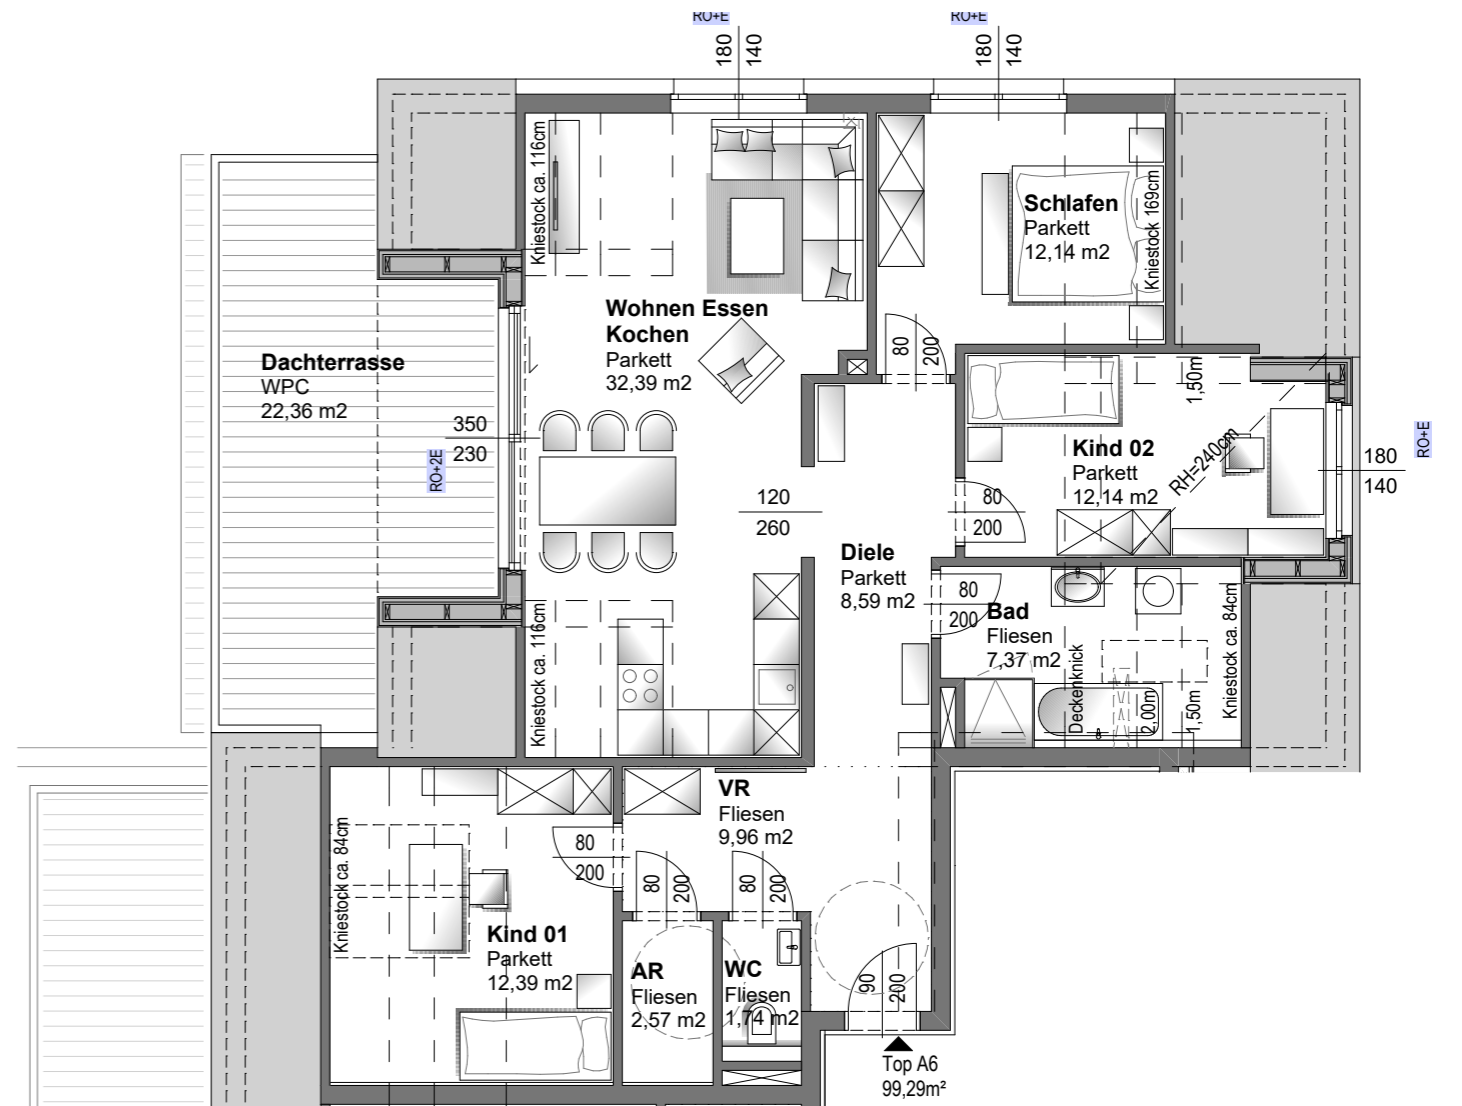 RO+E
RO+E
180
140
180
140
Kniestock ca. 116cm
Schlafen
Parkett
12,14 m2
Kniestock 169cm
Wohnen Essen
Kochen
Parkett
32,39 m2
80
200
Dachterrasse
WPC
22,36 m2
350
230
RO+2E
1,50m
Kind 02
Parkett
12,14 m2
RH=240cm
180
140
RO+E
120
260
80
200
Diele
Parkett
8,59 m2
80
200
Bad
Fliesen
7,37 m2
Deckenknick
2,00m
1,50m
Kniestock ca. 84cm
Kniestock ca. 116cm
VR
Fliesen
9,96 m2
Kniestock ca. 84cm
80
200
80
200
80
200
Kind 01
Parkett
12,39 m2
AR
Fliesen
2,57 m2
WC
Fliesen
1,74 m2
90
200
Top A6
99,29m²